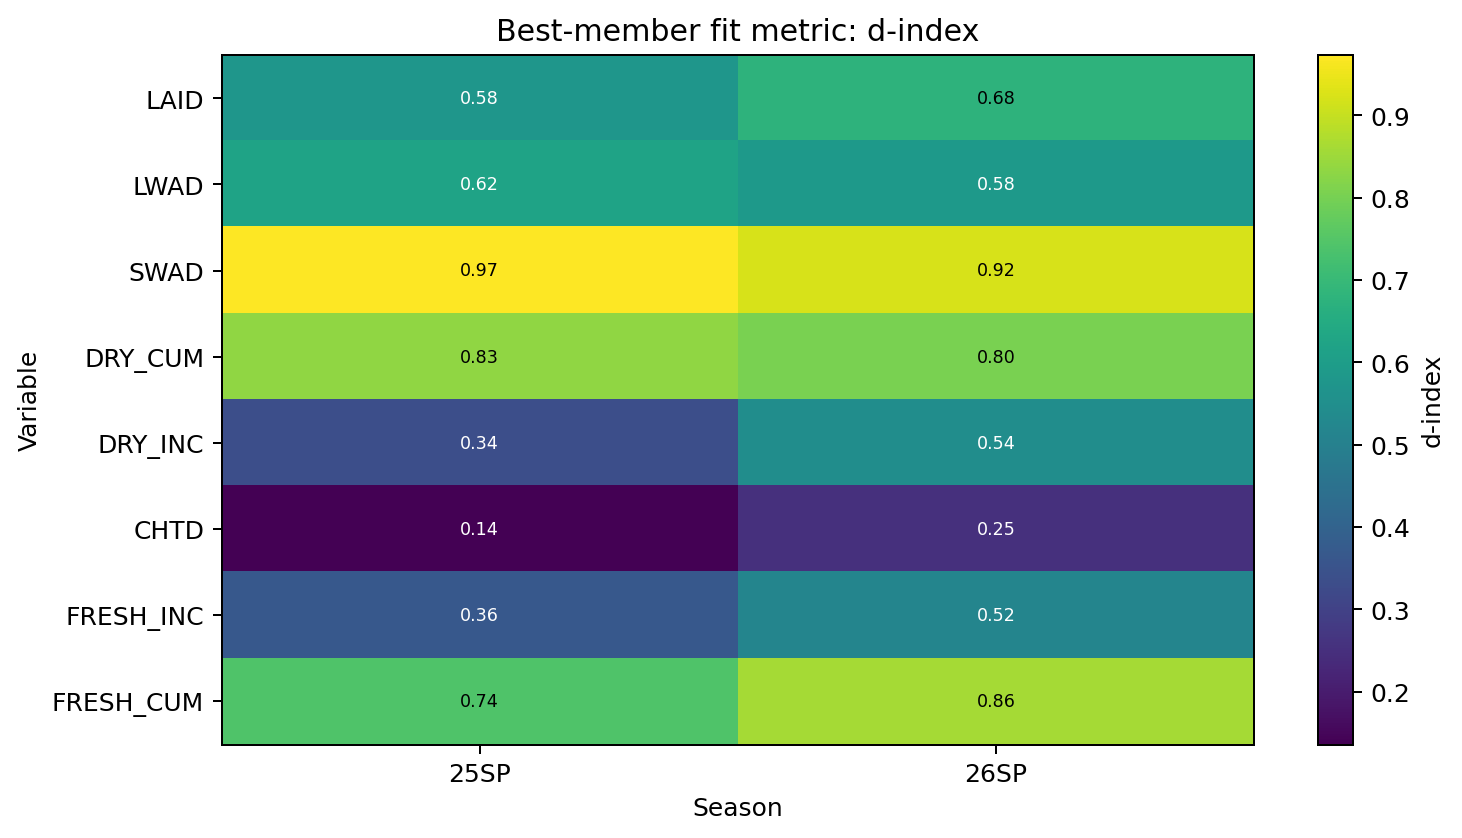 Best-member fit metric: d-index
LAID 0.58 0.68
LWAD 0.62 0.58
SWAD 0.97 0.92
DRY_CUM 0.83 0.80
DRY_INC 0.34 0.54
CHTD 0.14 0.25
FRESH_INC 0.36 0.52
FRESH_CUM 0.74 0.86
25SP 26SP
Season
Variable
0.9
0.8
0.7
0.6
0.5
0.4
0.3
0.2
d-index